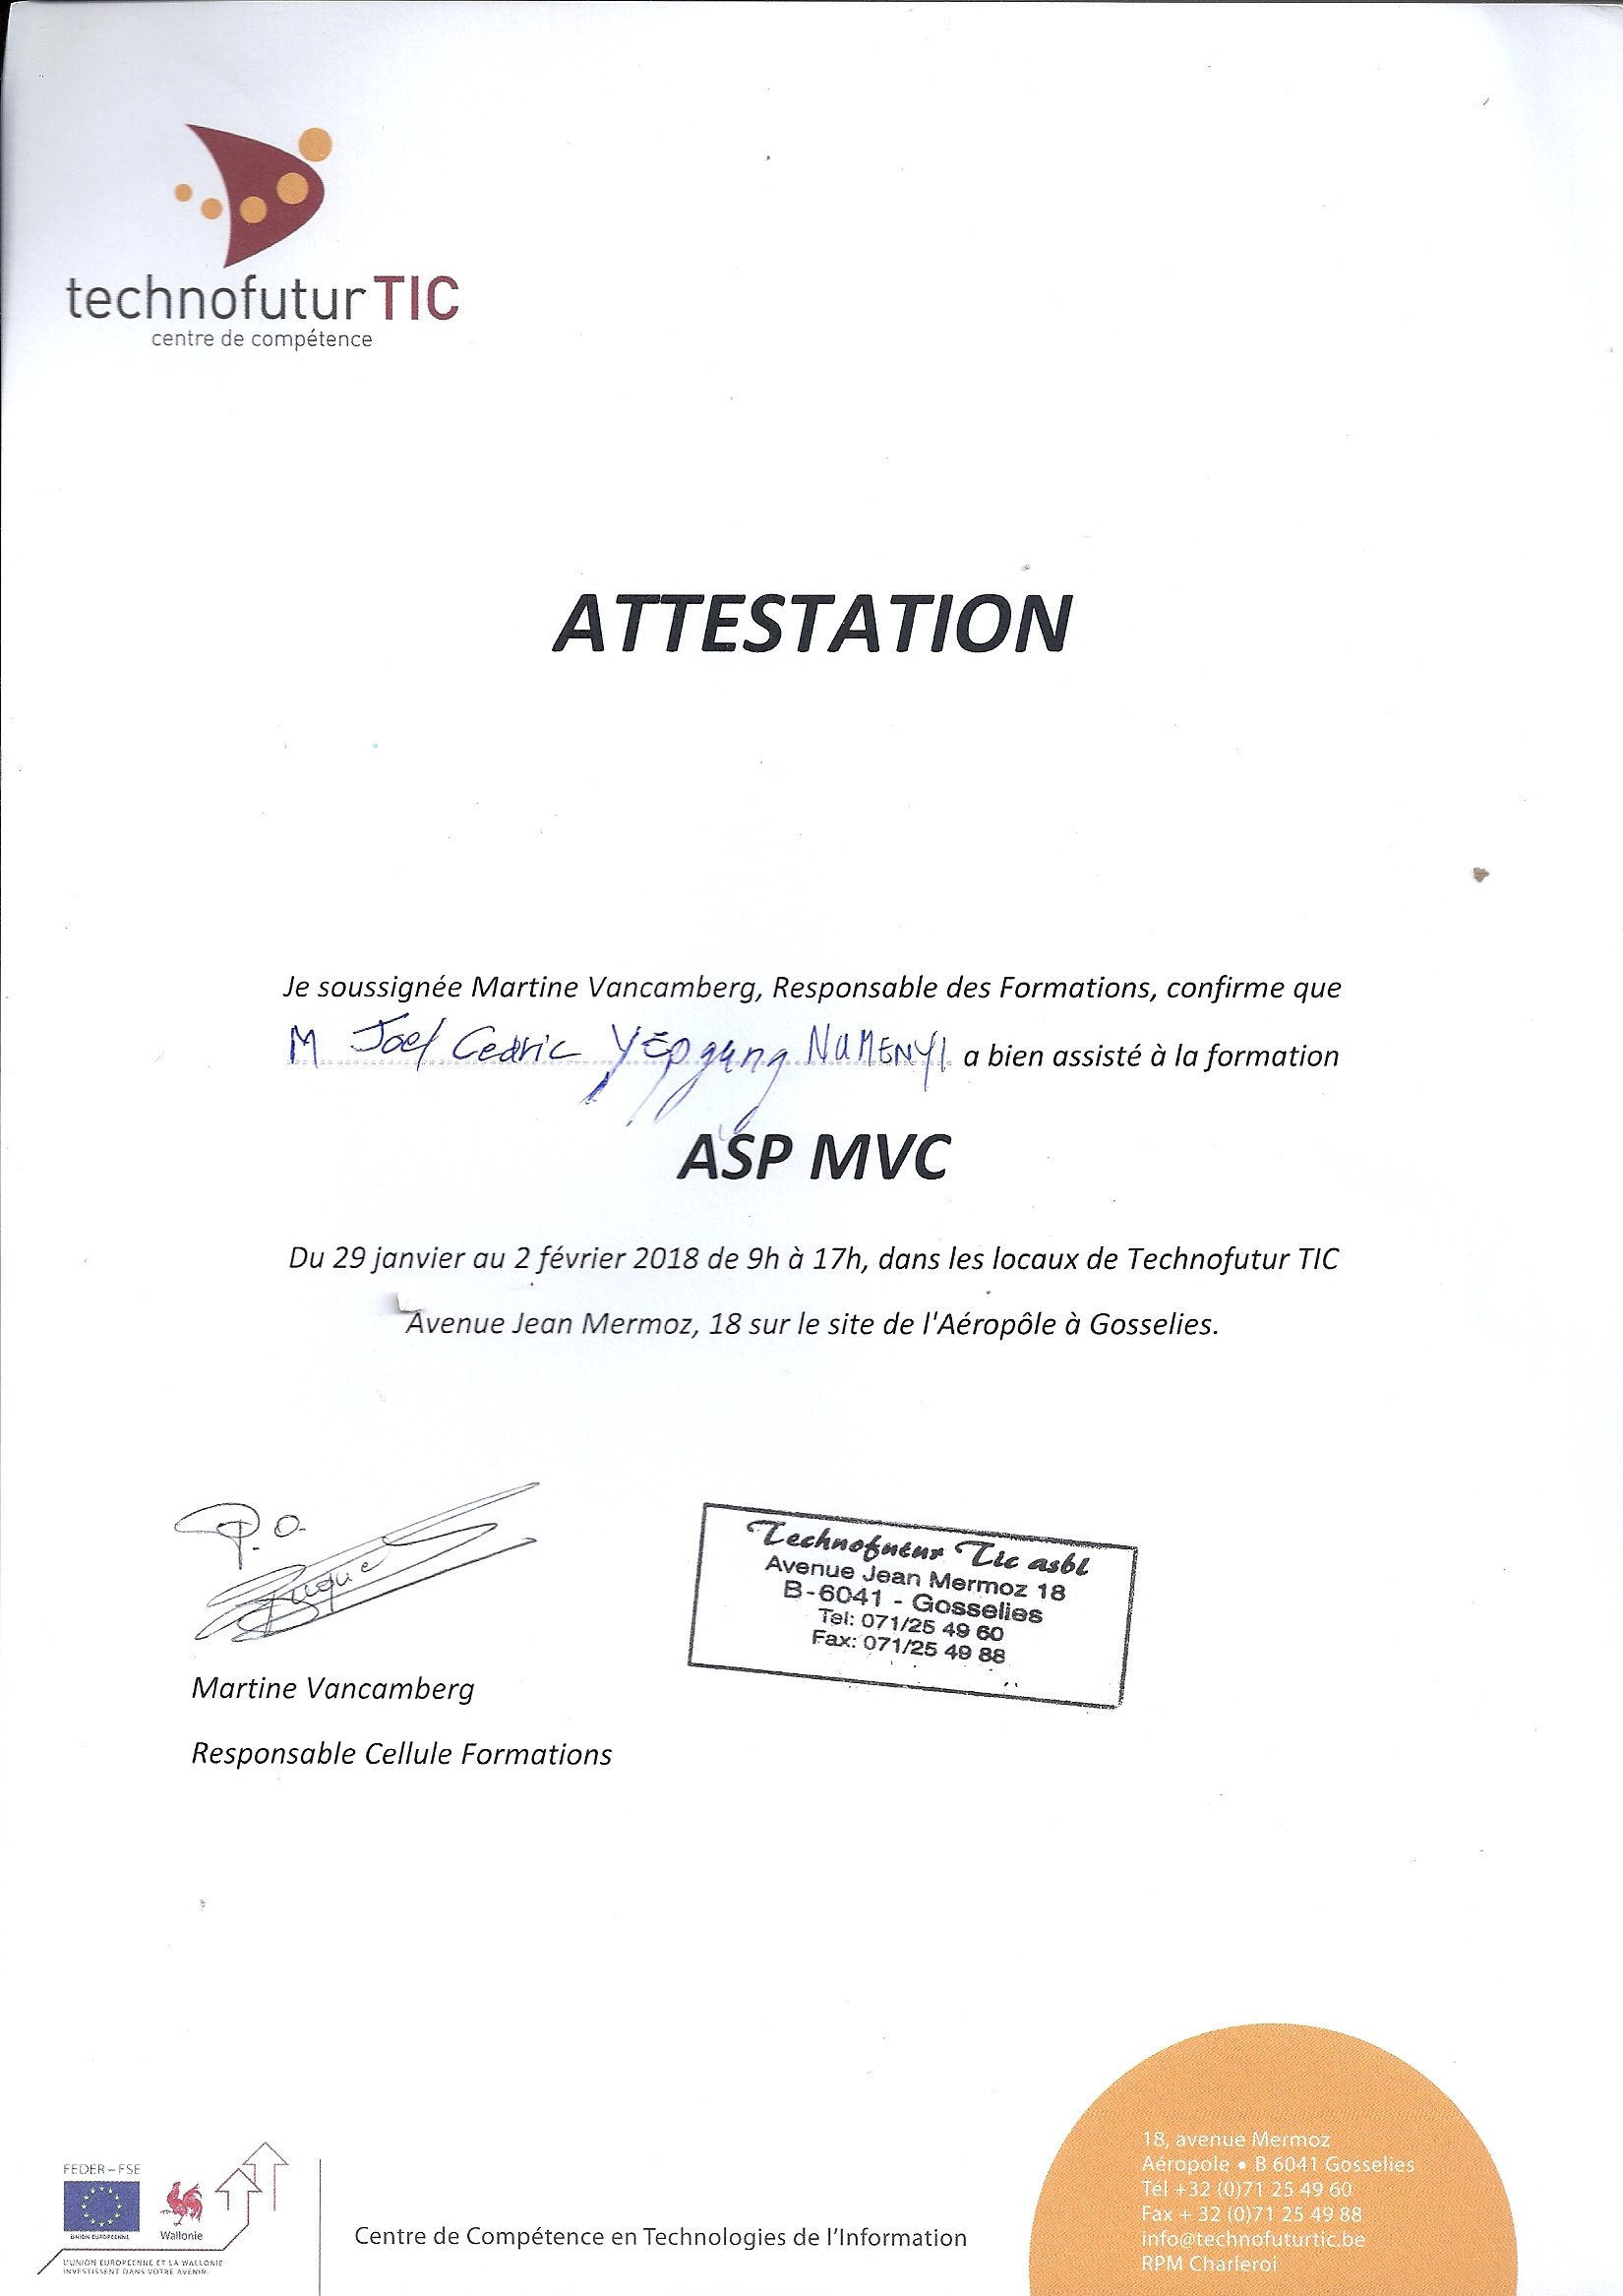 technofutur TIC
centre de compétence
ATTESTATION
Je soussignée Martine Vancamberg, Responsable des Formations, confirme que
M Joel Cedric YEpgang NUMENYI a bien assisté à la formation
ASP MVC
Du 29 janvier au 2 février 2018 de 9h à 17h, dans les locaux de Technofutur TIC
Avenue Jean Mermoz, 18 sur le site de l'Aéropôle à Gosselies.
P.O.
Technofutur Tic asbl
Avenue Jean Mermoz 18
B-6041 - Gosselies
Tel: 071/25 49 60
Fax: 071/25 49 88
Martine Vancamberg
Responsable Cellule Formations
FEDER – FSE
UNION EUROPEENNE
Wallonie
L'UNION EUROPEENNE ET LA WALLONIE
INVESTISSENT DANS VOTRE AVENIR.
Centre de Compétence en Technologies de l'Information
18, avenue Mermoz
Aéropole • B 6041 Gosselies
Tél +32 (0)71 25 49 60
Fax + 32 (0)71 25 49 88
info@technofuturtic.be
RPM Charleroi